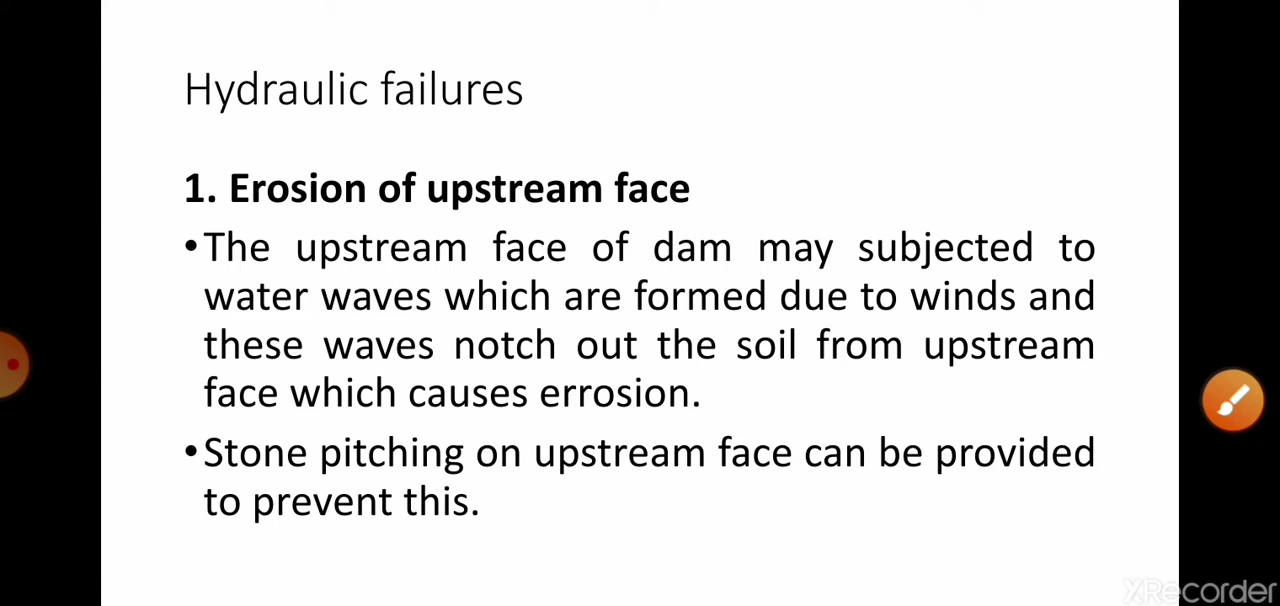 Hydraulic failures
1. Erosion of upstream face
•The upstream face of dam may subjected to
water waves which are formed due to winds and
these waves notch out the soil from upstream
face which causes errosion.
•Stone pitching on upstream face can be provided
to prevent this.
XRecorder